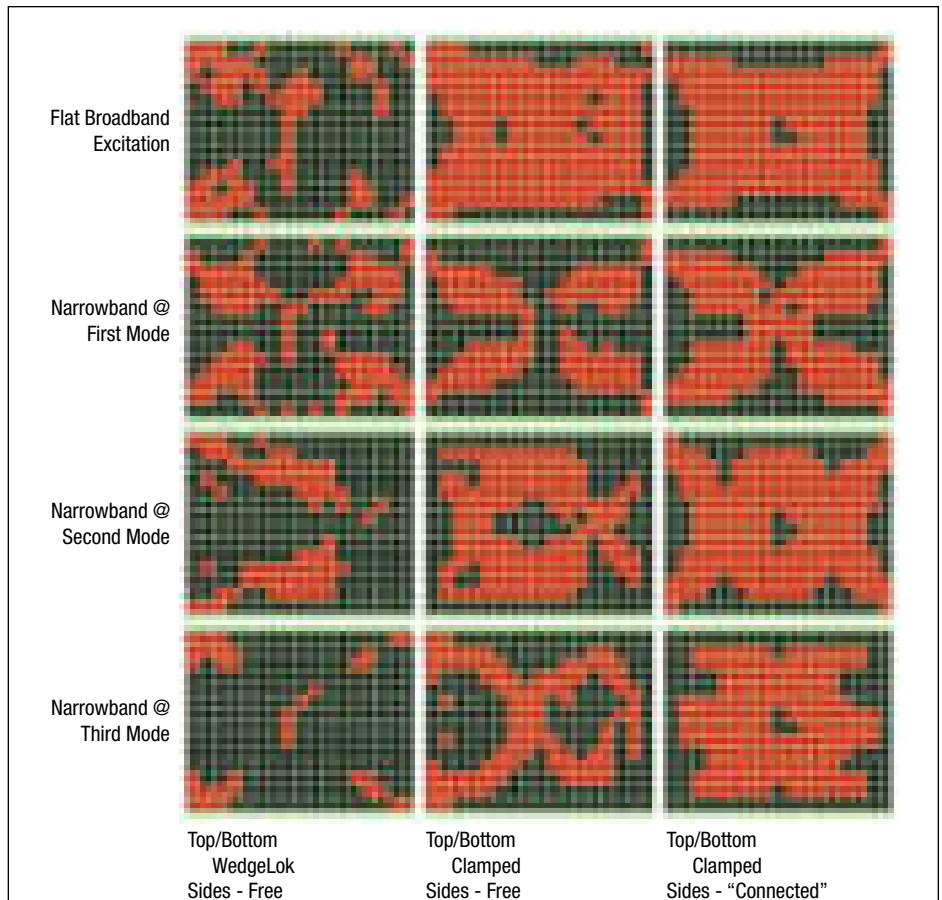 Flat Broadband
Excitation
Narrowband @
First Mode
Narrowband @
Second Mode
Narrowband @
Third Mode
Top/Bottom
WedgeLok
Sides - Free
Top/Bottom
Clamped
Sides - Free
Top/Bottom
Clamped
Sides - “Connected”